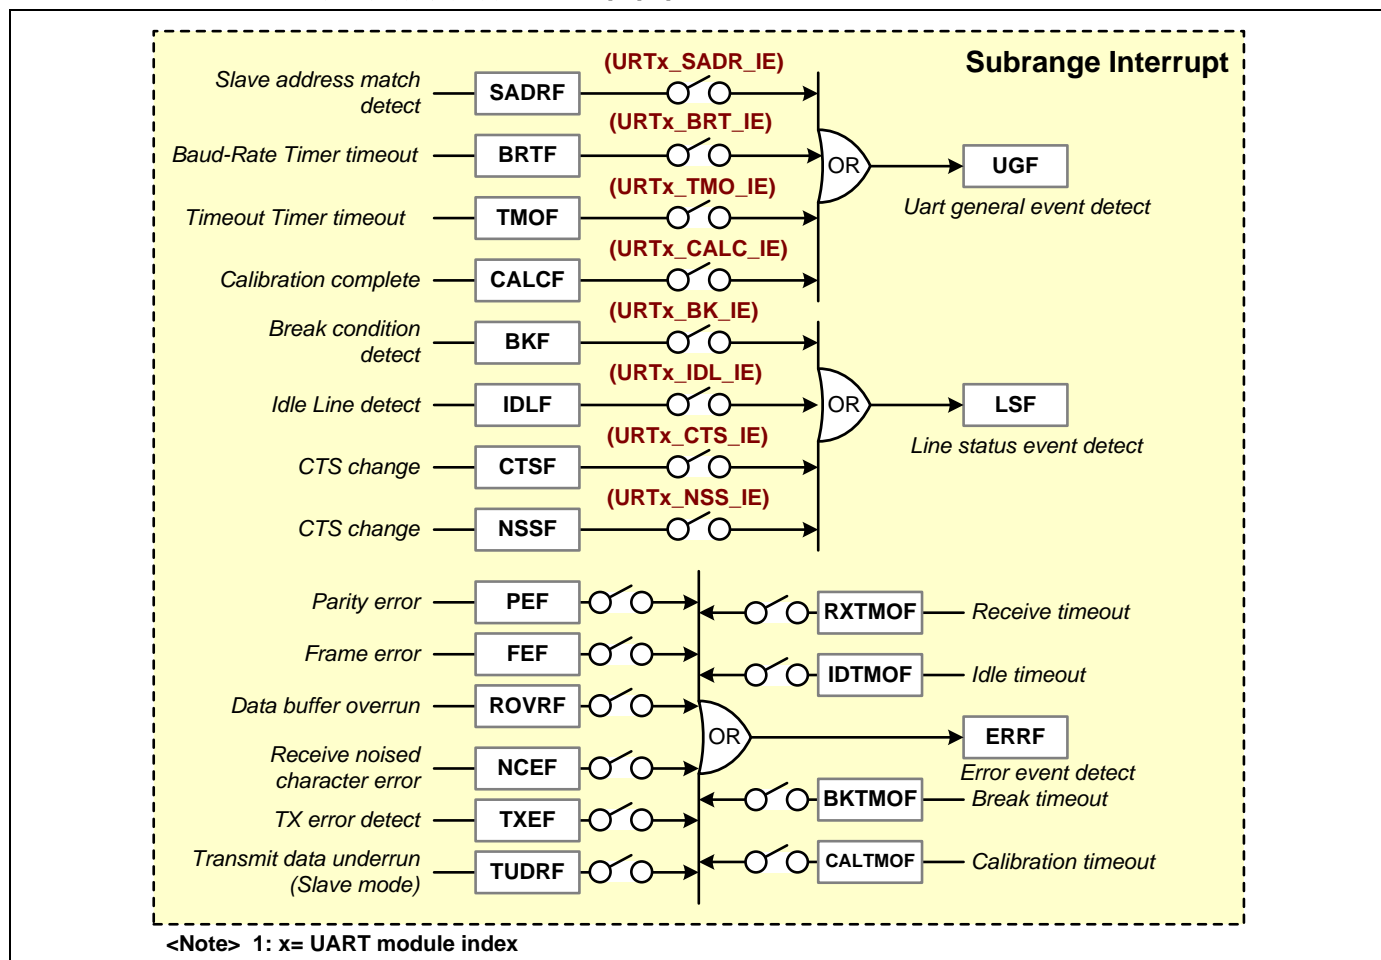 Subrange Interrupt
(URTx_SADR_IE)
Slave address match
detect
SADRF
(URTx_BRT_IE)
Baud-Rate Timer timeout
BRTF
OR
UGF
Uart general event detect
(URTx_TMO_IE)
Timeout Timer timeout
TMOF
(URTx_CALC_IE)
Calibration complete
CALCF
(URTx_BK_IE)
Break condition
detect
BKF
(URTx_IDL_IE)
Idle Line detect
IDLF
OR
LSF
Line status event detect
(URTx_CTS_IE)
CTS change
CTSF
(URTx_NSS_IE)
CTS change
NSSF
Parity error
PEF
RXTMOF
Receive timeout
Frame error
FEF
IDTMOF
Idle timeout
Data buffer overrun
ROVRF
OR
ERRF
Error event detect
Receive noised
character error
NCEF
BKTMOF
Break timeout
TX error detect
TXEF
CALTMOF
Calibration timeout
Transmit data underrun
(Slave mode)
TUDRF
<Note> 1: x= UART module index